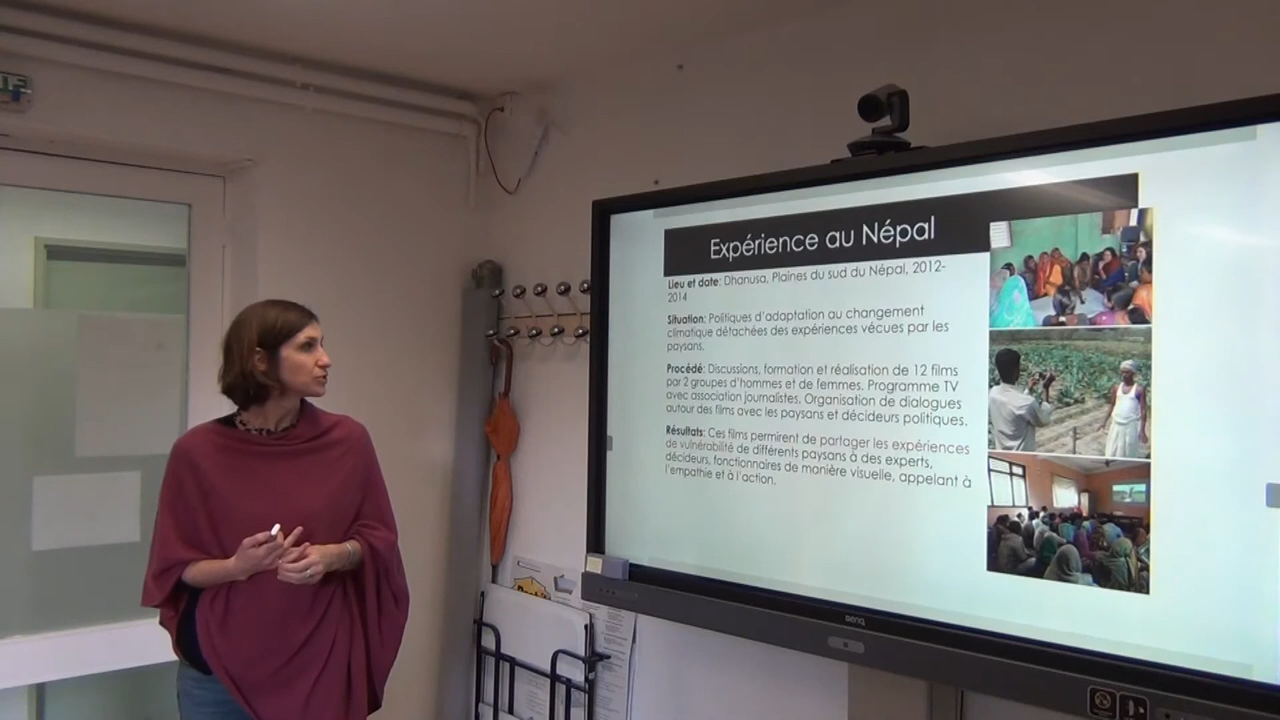 Expérience au Népal
Lieu et date: Dhanusa, Plaines du sud du Népal, 2012-
2014
Situation: Politiques d'adaptation au changement
climatique détachées des expériences vécues par les
paysans.
Procédé: Discussions, formation et réalisation de 12 films
par 2 groupes d'hommes et de femmes. Programme TV
avec association journalistes. Organisation de dialogues
autour des films avec les paysans et décideurs politiques.
Résultats: Ces films permirent de partager les expériences
de vulnérabilité de différents paysans à des experts,
décideurs, fonctionnaires de manière visuelle, appelant à
l'empathie et à l'action.
BenQ